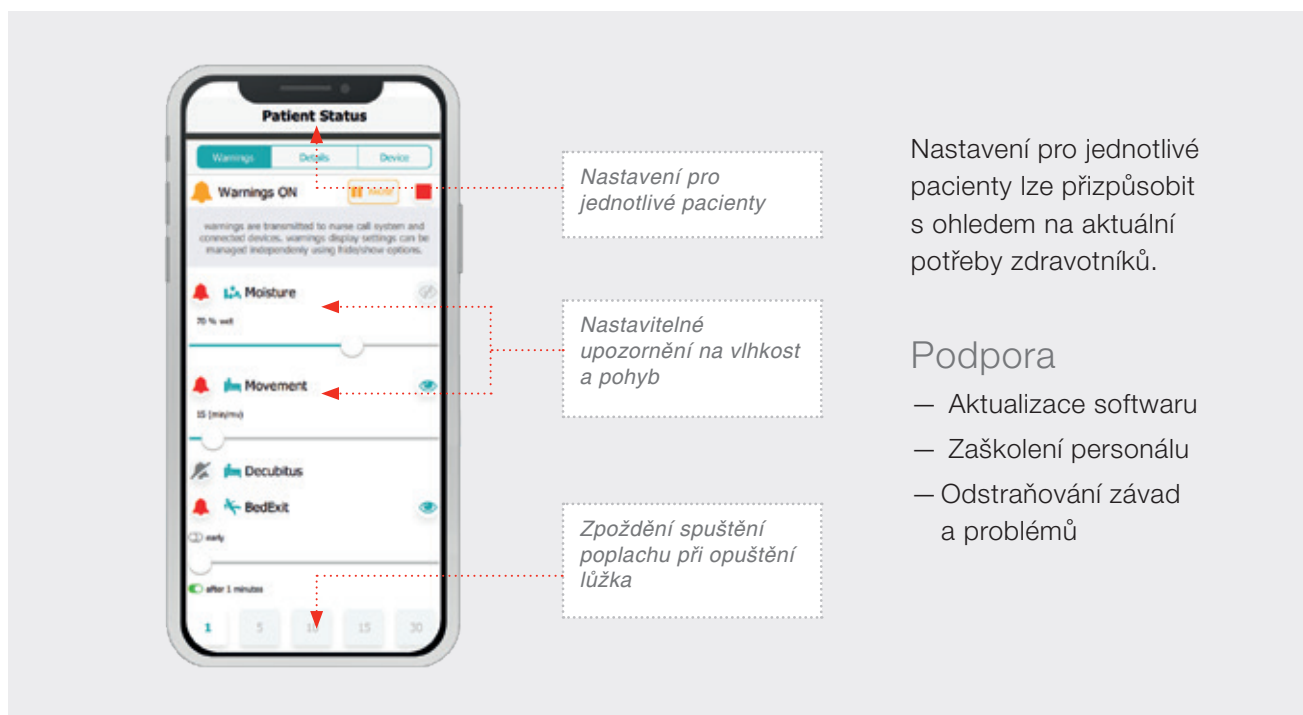 Patient Status
Warnings Details Device
Warnings ON
warnings are transmitted to nurse call system and
connected devices. warnings display settings can be
managed independenly using hide/show options.
Moisture
70 % wet
Movement
15 (min/mv)
Decubitus
BedExit
early
after 1 minutes
1 5 10 15 30
Nastavení pro
jednotlivé pacienty
Nastavitelné
upozornění na vlhkost
a pohyb
Zpoždění spuštění
poplachu při opuštění
lůžka
Nastavení pro jednotlivé
pacienty lze přizpůsobit
s ohledem na aktuální
potřeby zdravotníků.
Podpora
— Aktualizace softwaru
— Zaškolení personálu
— Odstraňování závad
a problémů